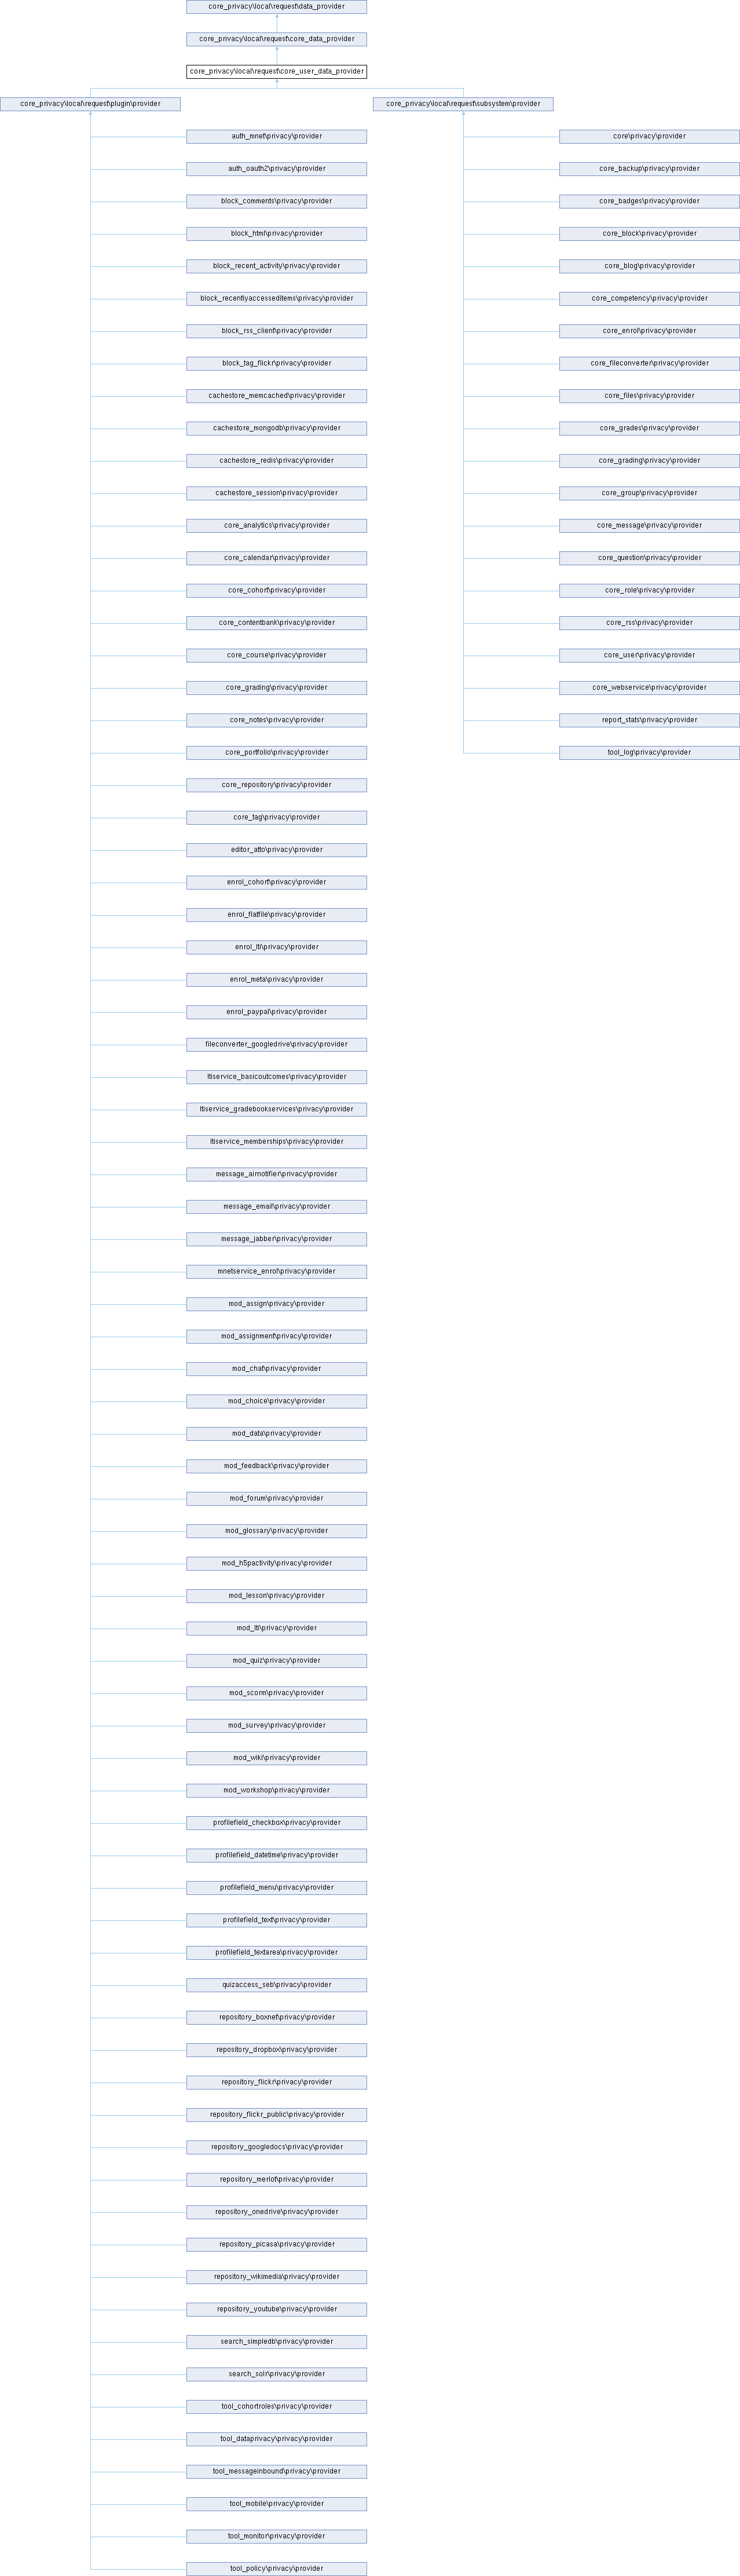 core_privacy\local\request\data_provider
core_privacy\local\request\core_data_provider
core_privacy\local\request\core_user_data_provider
core_privacy\local\request\plugin\provider
core_privacy\local\request\subsystem\provider
auth_mnet\privacy\provider
core\privacy\provider
auth_oauth2\privacy\provider
core_backup\privacy\provider
block_comments\privacy\provider
core_badges\privacy\provider
block_html\privacy\provider
core_block\privacy\provider
block_recent_activity\privacy\provider
core_blog\privacy\provider
block_recentlyaccesseditems\privacy\provider
core_competency\privacy\provider
block_rss_client\privacy\provider
core_enrol\privacy\provider
block_tag_flickr\privacy\provider
core_fileconverter\privacy\provider
cachestore_memcached\privacy\provider
core_files\privacy\provider
cachestore_mongodb\privacy\provider
core_grades\privacy\provider
cachestore_redis\privacy\provider
core_grading\privacy\provider
cachestore_session\privacy\provider
core_group\privacy\provider
core_analytics\privacy\provider
core_message\privacy\provider
core_calendar\privacy\provider
core_question\privacy\provider
core_cohort\privacy\provider
core_role\privacy\provider
core_contentbank\privacy\provider
core_rss\privacy\provider
core_course\privacy\provider
core_user\privacy\provider
core_grading\privacy\provider
core_webservice\privacy\provider
core_notes\privacy\provider
report_stats\privacy\provider
core_portfolio\privacy\provider
tool_log\privacy\provider
core_repository\privacy\provider
core_tag\privacy\provider
editor_atto\privacy\provider
enrol_cohort\privacy\provider
enrol_flatfile\privacy\provider
enrol_lti\privacy\provider
enrol_meta\privacy\provider
enrol_paypal\privacy\provider
fileconverter_googledrive\privacy\provider
ltiservice_basicoutcomes\privacy\provider
ltiservice_gradebookservices\privacy\provider
ltiservice_memberships\privacy\provider
message_airnotifier\privacy\provider
message_email\privacy\provider
message_jabber\privacy\provider
mnetservice_enrol\privacy\provider
mod_assign\privacy\provider
mod_assignment\privacy\provider
mod_chat\privacy\provider
mod_choice\privacy\provider
mod_data\privacy\provider
mod_feedback\privacy\provider
mod_forum\privacy\provider
mod_glossary\privacy\provider
mod_h5pactivity\privacy\provider
mod_lesson\privacy\provider
mod_lti\privacy\provider
mod_quiz\privacy\provider
mod_scorm\privacy\provider
mod_survey\privacy\provider
mod_wiki\privacy\provider
mod_workshop\privacy\provider
profilefield_checkbox\privacy\provider
profilefield_datetime\privacy\provider
profilefield_menu\privacy\provider
profilefield_text\privacy\provider
profilefield_textarea\privacy\provider
quizaccess_seb\privacy\provider
repository_boxnet\privacy\provider
repository_dropbox\privacy\provider
repository_flickr\privacy\provider
repository_flickr_public\privacy\provider
repository_googledocs\privacy\provider
repository_merlot\privacy\provider
repository_onedrive\privacy\provider
repository_picasa\privacy\provider
repository_wikimedia\privacy\provider
repository_youtube\privacy\provider
search_simpledb\privacy\provider
search_solr\privacy\provider
tool_cohortroles\privacy\provider
tool_dataprivacy\privacy\provider
tool_messageinbound\privacy\provider
tool_mobile\privacy\provider
tool_monitor\privacy\provider
tool_policy\privacy\provider